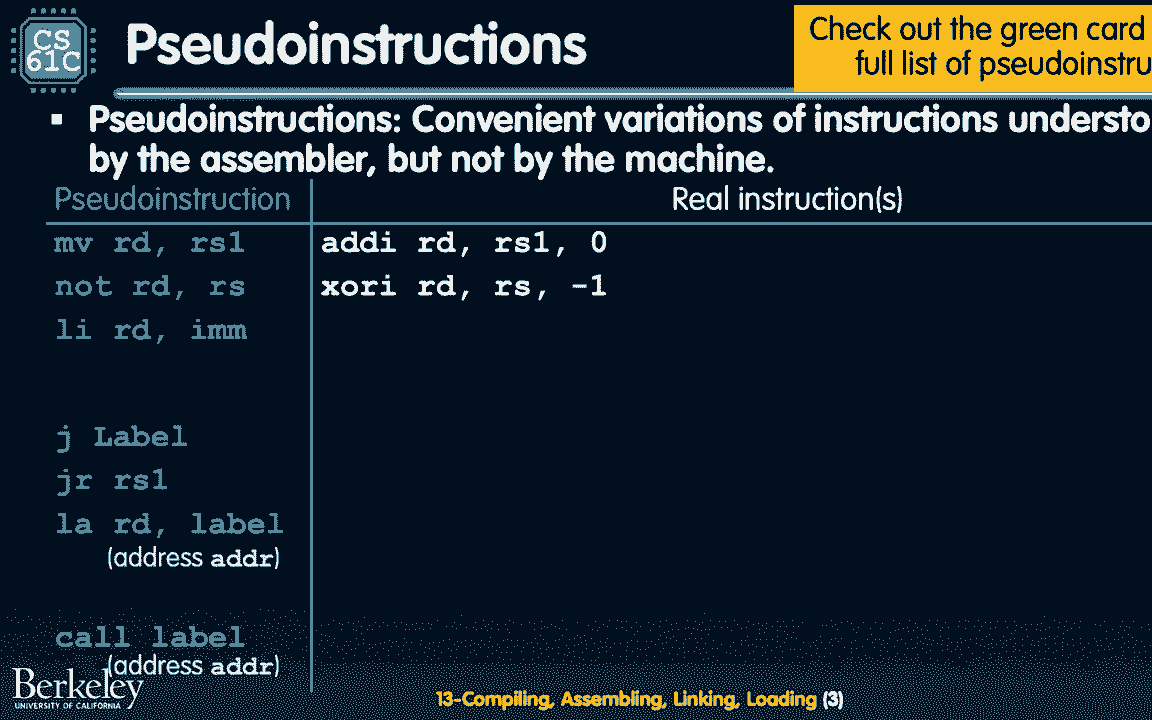 CS
61C
Pseudoinstructions
Check out the green card
full list of pseudoinstru
▪ Pseudoinstructions: Convenient variations of instructions understo
by the assembler, but not by the machine.
Pseudoinstruction Real instruction(s)
mv rd, rs1 addi rd, rs1, 0
not rd, rs xori rd, rs, -1
li rd, imm
j Label
jr rs1
la rd, label
(address addr)
call label
(address addr)
Berkeley
UNIVERSITY OF CALIFORNIA
13-Compiling, Assembling, Linking, Loading (3)